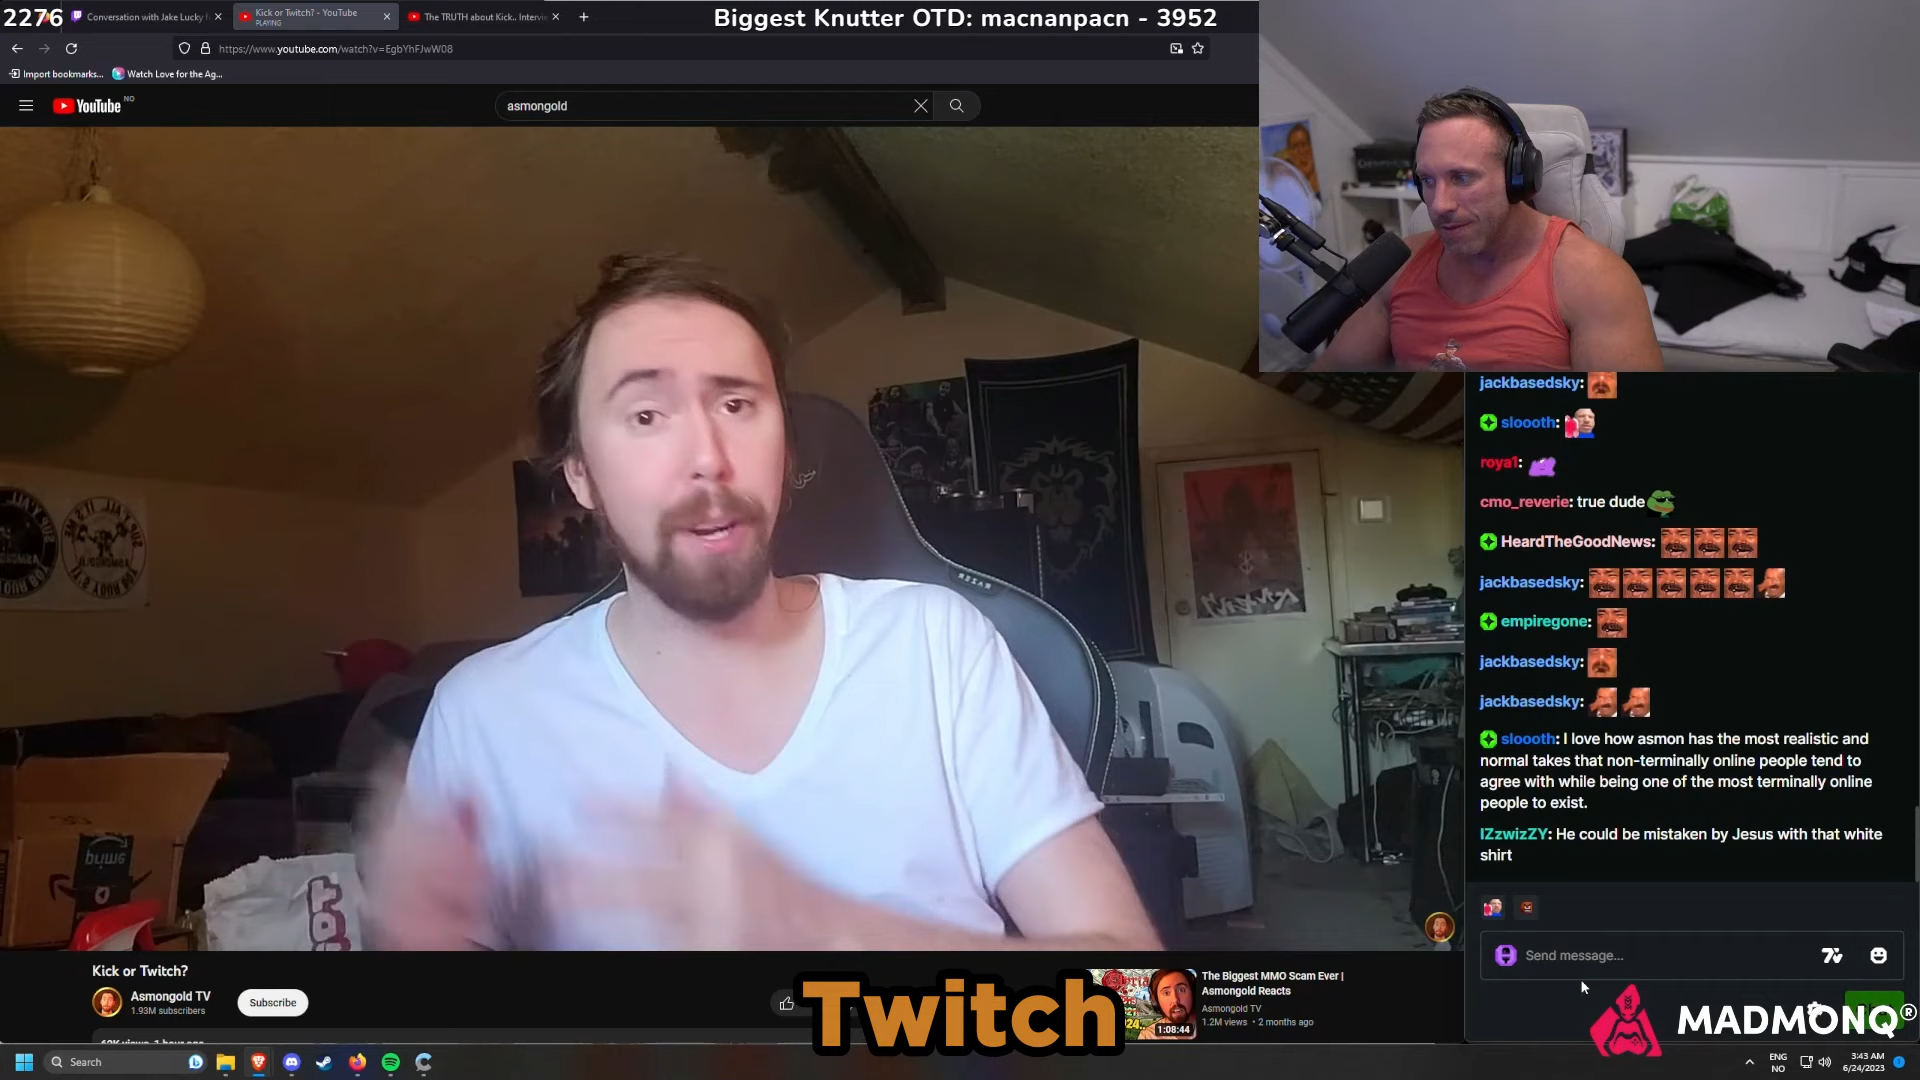 2276
Conversation with Jake Lucky
Kick or Twitch? - YouTube
PLAYING
The TRUTH about Kick.. Intervi
Biggest Knutter OTD: macnanpacn - 3952
https://www.youtube.com/watch?v=EgbYhFJwW08
Import bookmarks...
Watch Love for the Ag...
YouTube NO
asmongold
jackbasedsky:
sloooth:
roya1:
cmo_reverie: true dude
HeardTheGoodNews:
jackbasedsky:
empiregone:
jackbasedsky:
jackbasedsky:
sloooth: I love how asmon has the most realistic and
normal takes that non-terminally online people tend to
agree with while being one of the most terminally online
people to exist.
IZzwizZY: He could be mistaken by Jesus with that white
shirt
Send message...
Kick or Twitch?
Asmongold TV
1.93M subscribers
Subscribe
Twitch
The Biggest MMO Scam Ever |
Asmongold Reacts
Asmongold TV
1.2M views • 2 months ago
1:08:44
MADMONQ®
Search
ENG
NO
3:43 AM
6/24/2023